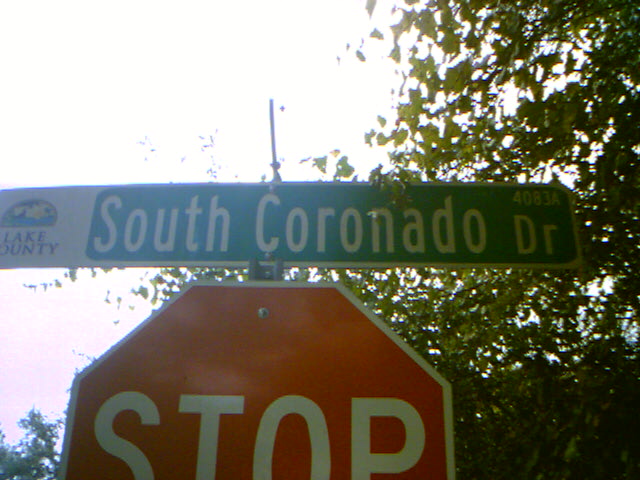 LAKE
COUNTY
South Coronado Dr
4083A
STOP